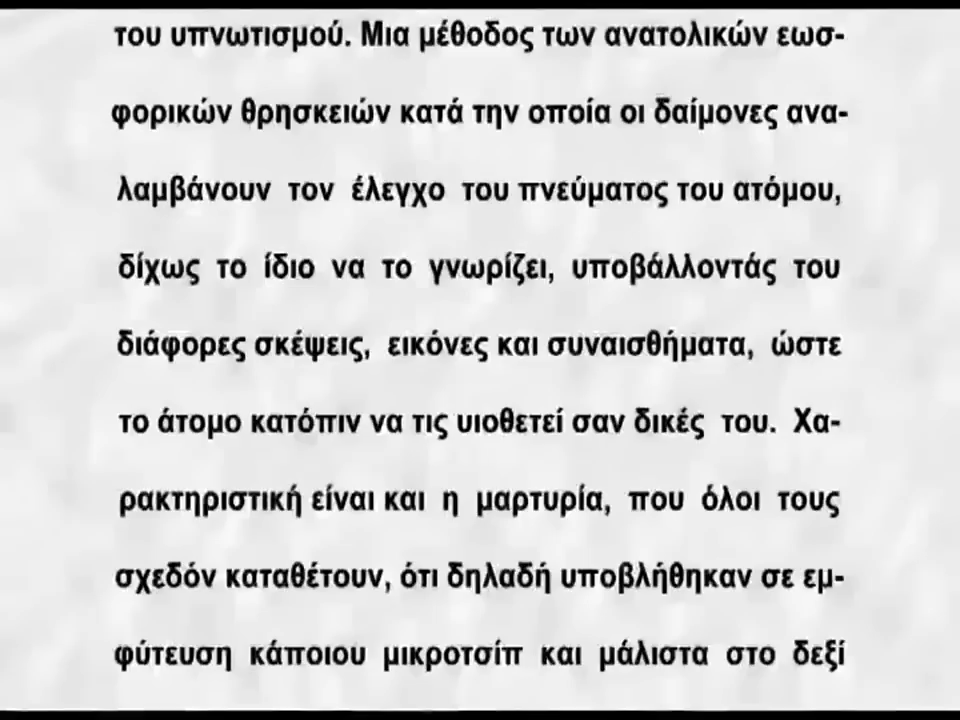 του υπνωτισμού. Μια μέθοδος των ανατολικών εωσ-
φορικών θρησκειών κατά την οποία οι δαίμονες ανα-
λαμβάνουν τον έλεγχο του πνεύματος του ατόμου,
δίχως το ίδιο να το γνωρίζει, υποβάλλοντάς του
διάφορες σκέψεις, εικόνες και συναισθήματα, ώστε
το άτομο κατόπιν να τις υιοθετεί σαν δικές του. Χα-
ρακτηριστική είναι και η μαρτυρία, που όλοι τους
σχεδόν καταθέτουν, ότι δηλαδή υποβλήθηκαν σε εμ-
φύτευση κάποιου μικροτσίπ και μάλιστα στο δεξί